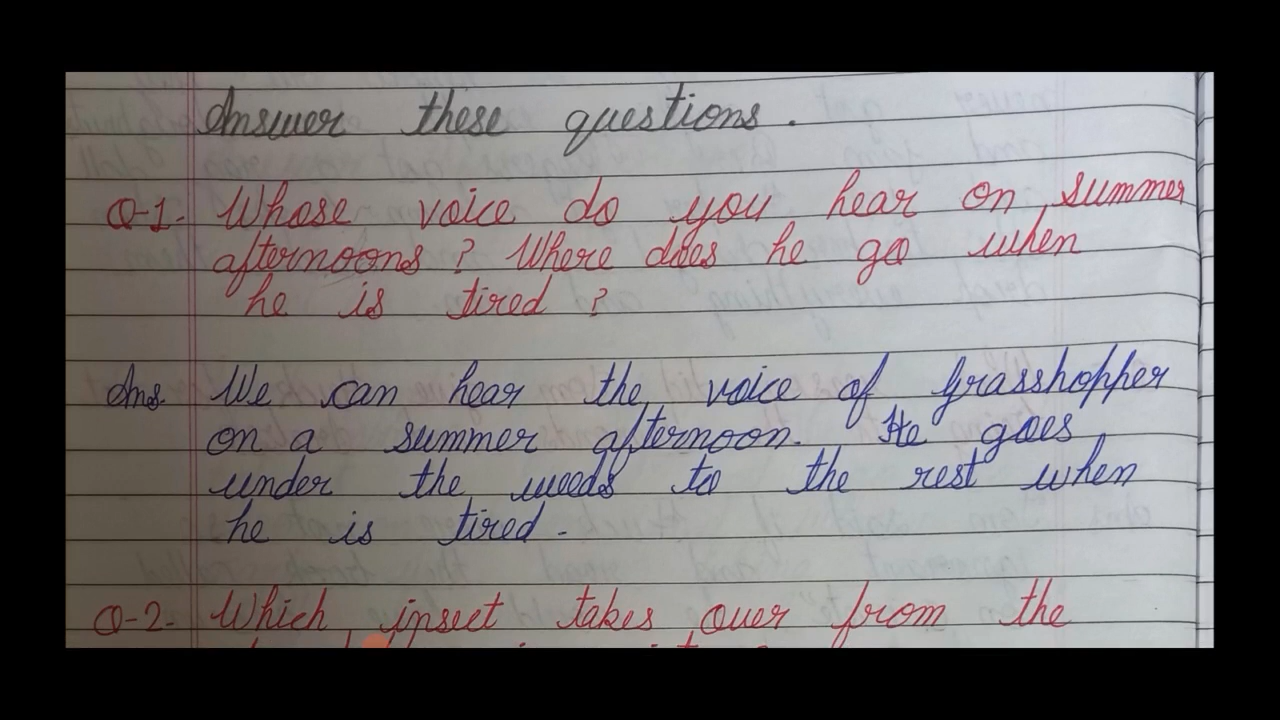 Answer these questions.
Q-1. Whose voice do you hear on summer
afternoons? Where does he go when
he is tired?
Ans. We can hear the voice of Grasshopper
on a summer afternoon. He goes
under the weeds to the rest when
he is tired.
Q-2. Which insect takes over from the